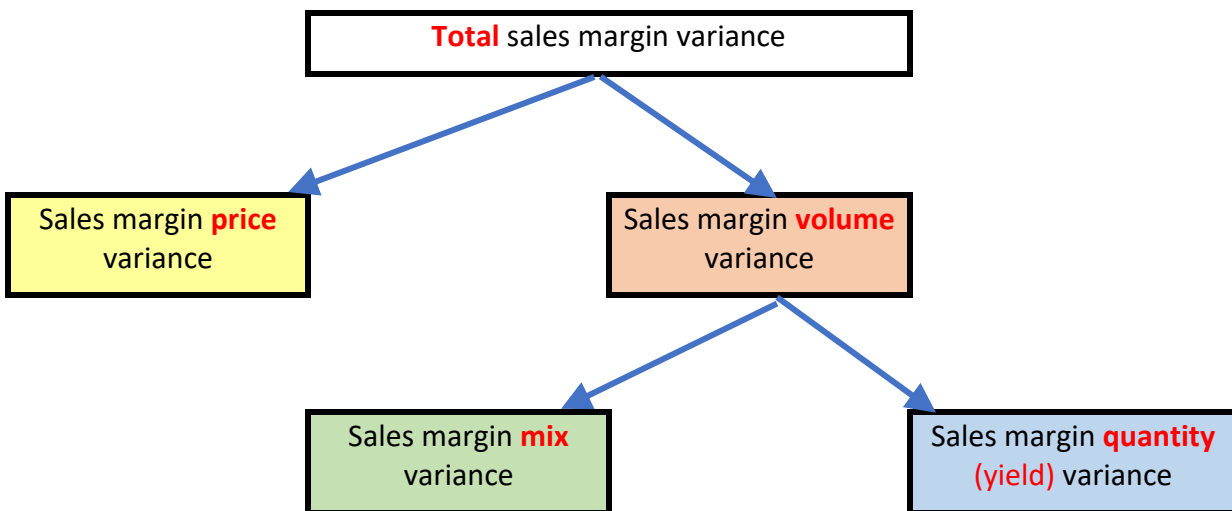 Total sales margin variance
Sales margin price
variance
Sales margin volume
variance
Sales margin mix
variance
Sales margin quantity
(yield) variance